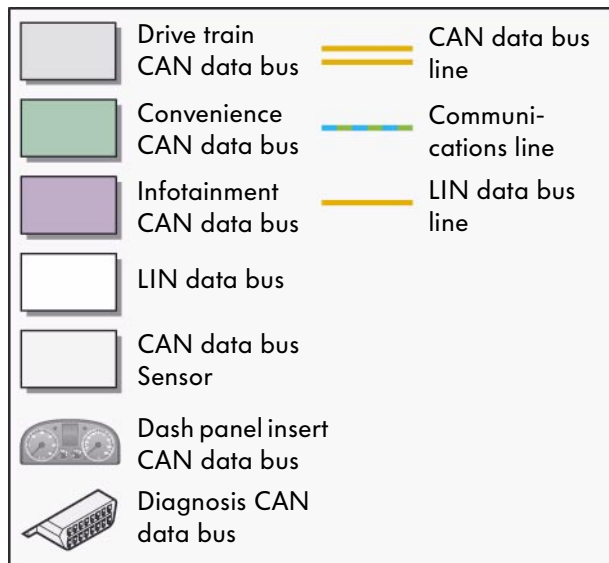 Drive train
CAN data bus
Convenience
CAN data bus
Infotainment
CAN data bus
LIN data bus
CAN data bus
Sensor
Dash panel insert
CAN data bus
Diagnosis CAN
data bus
CAN data bus
line
Communi-
cations line
LIN data bus
line